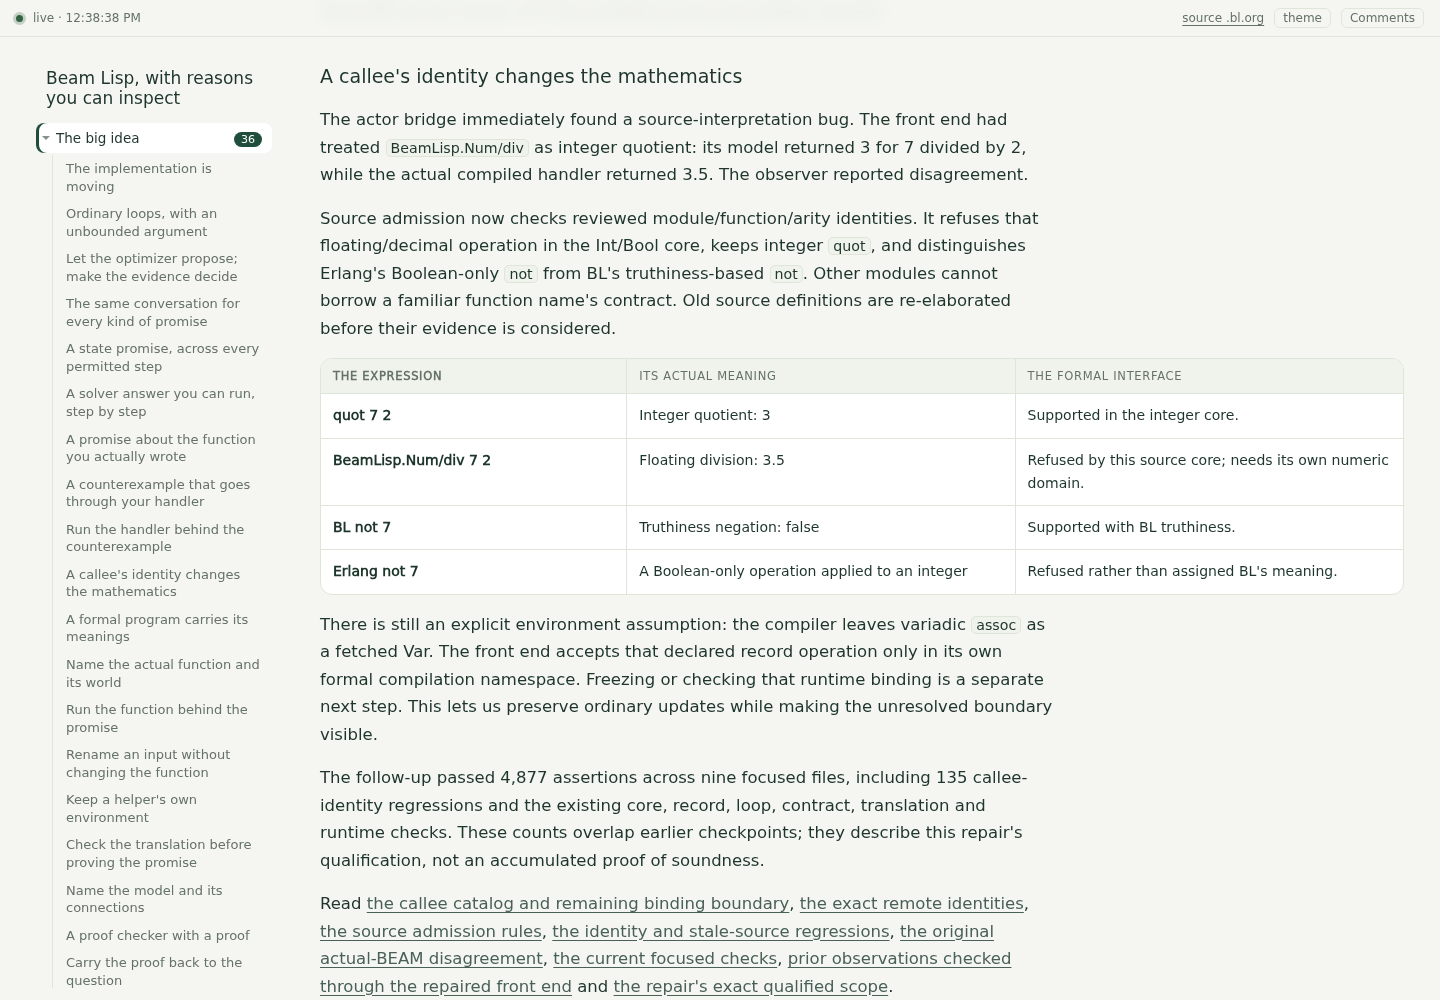 live · 12:38:38 PM
source .bl.org
theme
Comments
Beam Lisp, with reasons
you can inspect
The big idea
36
The implementation is
moving
Ordinary loops, with an
unbounded argument
Let the optimizer propose;
make the evidence decide
The same conversation for
every kind of promise
A state promise, across every
permitted step
A solver answer you can run,
step by step
A promise about the function
you actually wrote
A counterexample that goes
through your handler
Run the handler behind the
counterexample
A callee's identity changes
the mathematics
A formal program carries its
meanings
Name the actual function and
its world
Run the function behind the
promise
Rename an input without
changing the function
Keep a helper's own
environment
Check the translation before
proving the promise
Name the model and its
connections
A proof checker with a proof
Carry the proof back to the
question
A callee's identity changes the mathematics
The actor bridge immediately found a source-interpretation bug. The front end had
treated BeamLisp.Num/div as integer quotient: its model returned 3 for 7 divided by 2,
while the actual compiled handler returned 3.5. The observer reported disagreement.
Source admission now checks reviewed module/function/arity identities. It refuses that
floating/decimal operation in the Int/Bool core, keeps integer quot, and distinguishes
Erlang's Boolean-only not from BL's truthiness-based not. Other modules cannot
borrow a familiar function name's contract. Old source definitions are re-elaborated
before their evidence is considered.
THE EXPRESSION
ITS ACTUAL MEANING
THE FORMAL INTERFACE
quot 7 2
Integer quotient: 3
Supported in the integer core.
BeamLisp.Num/div 7 2
Floating division: 3.5
Refused by this source core; needs its own numeric
domain.
BL not 7
Truthiness negation: false
Supported with BL truthiness.
Erlang not 7
A Boolean-only operation applied to an integer
Refused rather than assigned BL's meaning.
There is still an explicit environment assumption: the compiler leaves variadic assoc as
a fetched Var. The front end accepts that declared record operation only in its own
formal compilation namespace. Freezing or checking that runtime binding is a separate
next step. This lets us preserve ordinary updates while making the unresolved boundary
visible.
The follow-up passed 4,877 assertions across nine focused files, including 135 callee-
identity regressions and the existing core, record, loop, contract, translation and
runtime checks. These counts overlap earlier checkpoints; they describe this repair's
qualification, not an accumulated proof of soundness.
Read the callee catalog and remaining binding boundary, the exact remote identities,
the source admission rules, the identity and stale-source regressions, the original
actual-BEAM disagreement, the current focused checks, prior observations checked
through the repaired front end and the repair's exact qualified scope.